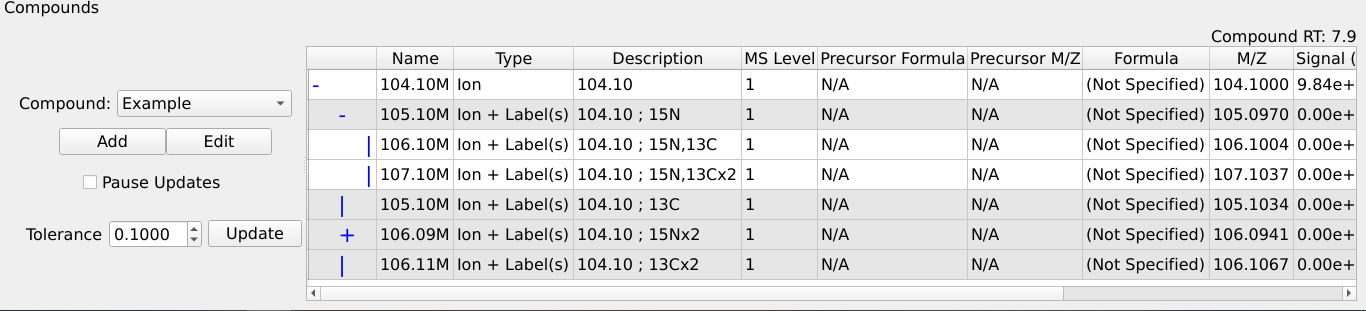 Compounds
Compound RT: 7.9
Name Type Description MS Level Precursor Formula Precursor M/Z Formula M/Z Signal (
- 104.10M Ion 104.10 1 N/A N/A (Not Specified) 104.1000 9.84e+
Compound: Example
- 105.10M Ion + Label(s) 104.10 ; 15N 1 N/A N/A (Not Specified) 105.0970 0.00e+
Add Edit
106.10M Ion + Label(s) 104.10 ; 15N,13C 1 N/A N/A (Not Specified) 106.1004 0.00e+
Pause Updates
107.10M Ion + Label(s) 104.10 ; 15N,13Cx2 1 N/A N/A (Not Specified) 107.1037 0.00e+
105.10M Ion + Label(s) 104.10 ; 13C 1 N/A N/A (Not Specified) 105.1034 0.00e+
Tolerance 0.1000 Update
+ 106.09M Ion + Label(s) 104.10 ; 15Nx2 1 N/A N/A (Not Specified) 106.0941 0.00e+
106.11M Ion + Label(s) 104.10 ; 13Cx2 1 N/A N/A (Not Specified) 106.1067 0.00e+